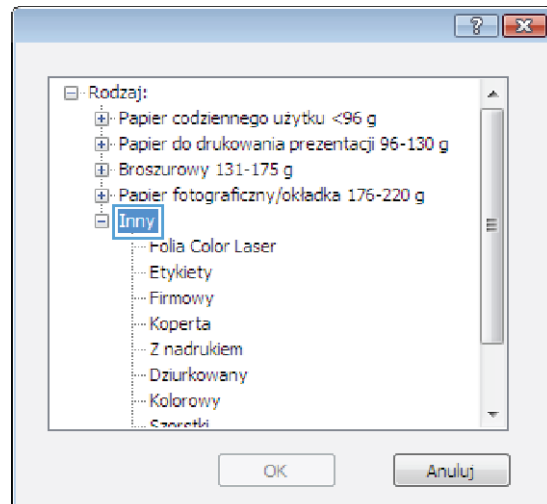 Rodzaj:
Papier codziennego użytku <96 g
Papier do drukowania prezentacji 96-130 g
Broszurowy 131-175 g
Papier fotograficzny/okładka 176-220 g
Inny
Folia Color Laser
Etykiety
Firmowy
Koperta
Z nadrukiem
Dziurkowany
Kolorowy
Szorstki
OK
Anuluj